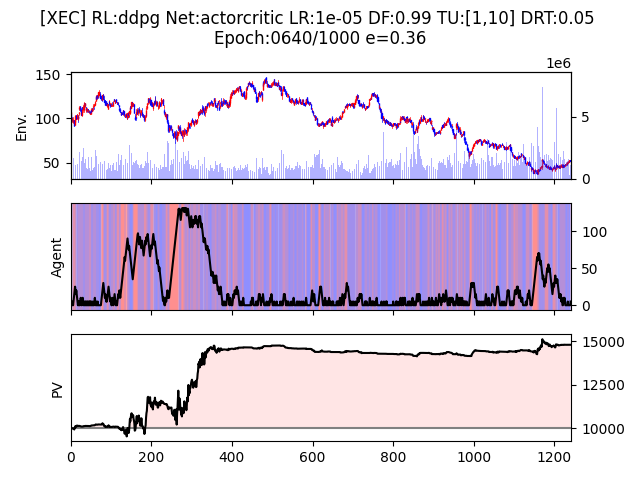 [XEC] RL:ddpg Net:actorcritic LR:1e-05 DF:0.99 TU:[1,10] DRT:0.05
Epoch:0640/1000 e=0.36
1e6
150
100
50
Env.
5
0
Agent
100
50
0
PV
15000
12500
10000
0 200 400 600 800 1000 1200